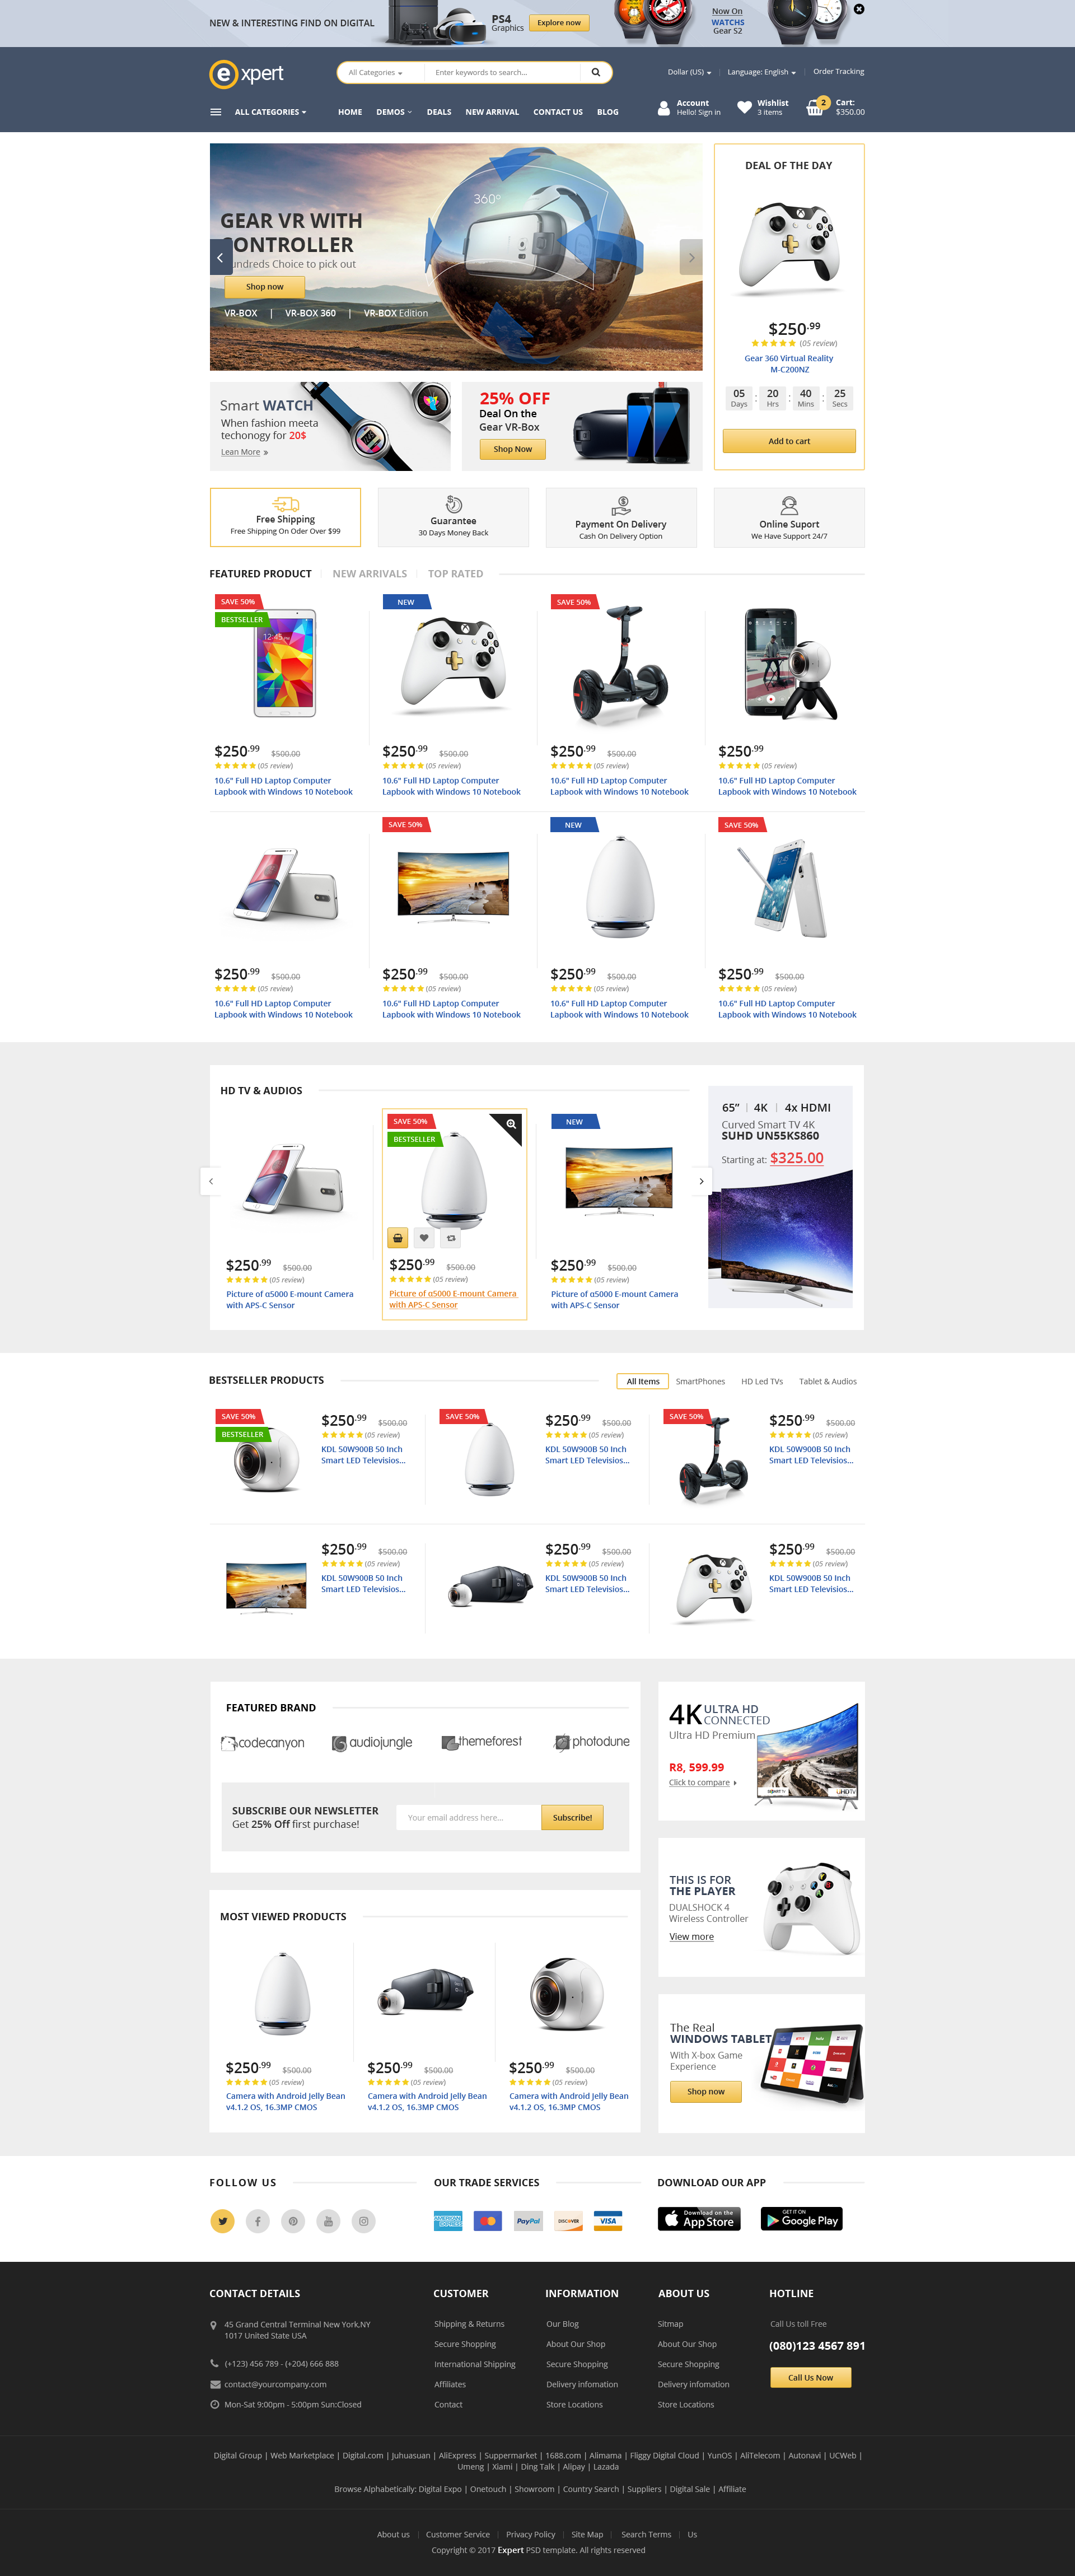 NEW & INTERESTING FIND ON DIGITAL
PS4
Graphics
Explore now
Now On
WATCHS
Gear S2
expert
All Categories
Enter keywords to search...
Dollar (US)
Language: English
Order Tracking
ALL CATEGORIES
HOME
DEMOS
DEALS
NEW ARRIVAL
CONTACT US
BLOG
Account
Hello! Sign in
Wishlist
3 items
2
Cart:
$350.00
GEAR VR WITH
CONTROLLER
Hundreds Choice to pick out
Shop now
VR-BOX | VR-BOX 360 | VR-BOX Edition
360°
DEAL OF THE DAY
$250.99
(05 review)
Gear 360 Virtual Reality
M-C200NZ
05 : 20 : 40 : 25
Days Hrs Mins Secs
Add to cart
Smart WATCH
When fashion meeta
techonogy for 20$
Lean More »
25% OFF
Deal On the
Gear VR-Box
Shop Now
Free Shipping
Free Shipping On Oder Over $99
Guarantee
30 Days Money Back
Payment On Delivery
Cash On Delivery Option
Online Suport
We Have Support 24/7
FEATURED PRODUCT
NEW ARRIVALS
TOP RATED
SAVE 50%
BESTSELLER
12:45
$250.99 $500.00
(05 review)
10.6" Full HD Laptop Computer
Lapbook with Windows 10 Notebook
NEW
$250.99 $500.00
(05 review)
10.6" Full HD Laptop Computer
Lapbook with Windows 10 Notebook
SAVE 50%
$250.99 $500.00
(05 review)
10.6" Full HD Laptop Computer
Lapbook with Windows 10 Notebook
$250.99
(05 review)
10.6" Full HD Laptop Computer
Lapbook with Windows 10 Notebook
$250.99 $500.00
(05 review)
10.6" Full HD Laptop Computer
Lapbook with Windows 10 Notebook
SAVE 50%
$250.99 $500.00
(05 review)
10.6" Full HD Laptop Computer
Lapbook with Windows 10 Notebook
NEW
$250.99 $500.00
(05 review)
10.6" Full HD Laptop Computer
Lapbook with Windows 10 Notebook
SAVE 50%
$250.99 $500.00
(05 review)
10.6" Full HD Laptop Computer
Lapbook with Windows 10 Notebook
HD TV & AUDIOS
$250.99 $500.00
(05 review)
Picture of α5000 E-mount Camera
with APS-C Sensor
SAVE 50%
BESTSELLER
$250.99 $500.00
(05 review)
Picture of α5000 E-mount Camera
with APS-C Sensor
NEW
$250.99 $500.00
(05 review)
Picture of α5000 E-mount Camera
with APS-C Sensor
65” | 4K | 4x HDMI
Curved Smart TV 4K
SUHD UN55KS860
Starting at: $325.00
BESTSELLER PRODUCTS
All Items
SmartPhones
HD Led TVs
Tablet & Audios
SAVE 50%
BESTSELLER
$250.99 $500.00
(05 review)
KDL 50W900B 50 Inch
Smart LED Televisios...
SAVE 50%
$250.99 $500.00
(05 review)
KDL 50W900B 50 Inch
Smart LED Televisios...
SAVE 50%
$250.99 $500.00
(05 review)
KDL 50W900B 50 Inch
Smart LED Televisios...
$250.99 $500.00
(05 review)
KDL 50W900B 50 Inch
Smart LED Televisios...
$250.99 $500.00
(05 review)
KDL 50W900B 50 Inch
Smart LED Televisios...
$250.99 $500.00
(05 review)
KDL 50W900B 50 Inch
Smart LED Televisios...
FEATURED BRAND
codecanyon
audiojungle
themeforest
photodune
SUBSCRIBE OUR NEWSLETTER
Get 25% Off first purchase!
Your email address here...
Subscribe!
4K ULTRA HD
CONNECTED
Ultra HD Premium
R8, 599.99
Click to compare
SMART TV
UHDTV
THIS IS FOR
THE PLAYER
DUALSHOCK 4
Wireless Controller
View more
MOST VIEWED PRODUCTS
$250.99 $500.00
(05 review)
Camera with Android Jelly Bean
v4.1.2 OS, 16.3MP CMOS
$250.99 $500.00
(05 review)
Camera with Android Jelly Bean
v4.1.2 OS, 16.3MP CMOS
$250.99 $500.00
(05 review)
Camera with Android Jelly Bean
v4.1.2 OS, 16.3MP CMOS
The Real
WINDOWS TABLET
With X-box Game
Experience
Shop now
FOLLOW US
OUR TRADE SERVICES
AMERICAN EXPRESS
PayPal
DISCOVER
VISA
DOWNLOAD OUR APP
Download on the
App Store
GET IT ON
Google Play
CONTACT DETAILS
45 Grand Central Terminal New York,NY
1017 United State USA
(+123) 456 789 - (+204) 666 888
contact@yourcompany.com
Mon-Sat 9:00pm - 5:00pm Sun:Closed
CUSTOMER
Shipping & Returns
Secure Shopping
International Shipping
Affiliates
Contact
INFORMATION
Our Blog
About Our Shop
Secure Shopping
Delivery infomation
Store Locations
ABOUT US
Sitmap
About Our Shop
Secure Shopping
Delivery infomation
Store Locations
HOTLINE
Call Us toll Free
(080)123 4567 891
Call Us Now
Digital Group | Web Marketplace | Digital.com | Juhuasuan | AliExpress | Suppermarket | 1688.com | Alimama | Fliggy Digital Cloud | YunOS | AliTelecom | Autonavi | UCWeb |
Umeng | Xiami | Ding Talk | Alipay | Lazada
Browse Alphabetically: Digital Expo | Onetouch | Showroom | Country Search | Suppliers | Digital Sale | Affiliate
About us | Customer Service | Privacy Policy | Site Map | Search Terms | Us
Copyright © 2017 Expert PSD template. All rights reserved